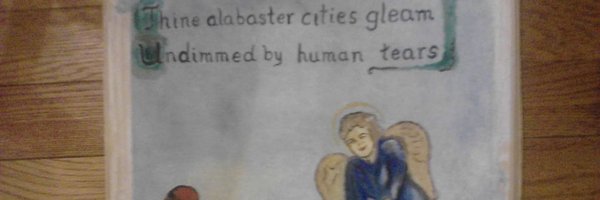 Thine alabaster cities gleam
Undimmed by human tears